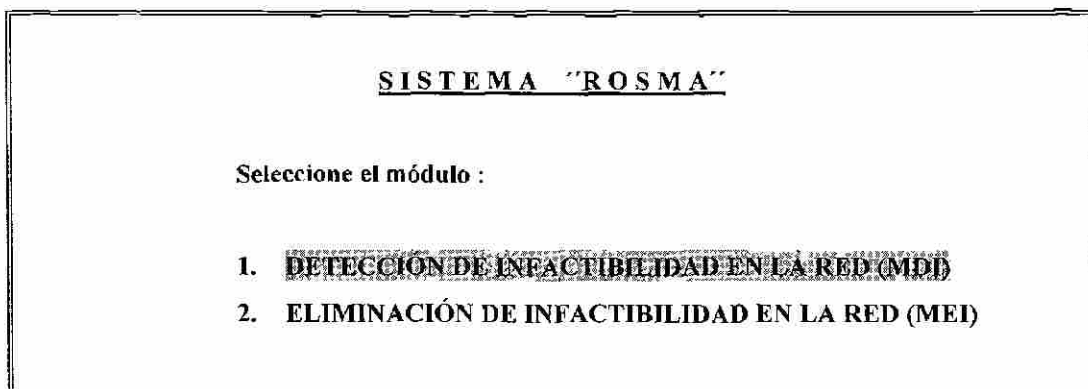 SISTEMA ´´ROSMA´´
Seleccione el módulo :
1. DETECCIÓN DE INFACTIBILIDAD EN LA RED (MDI)
2. ELIMINACIÓN DE INFACTIBILIDAD EN LA RED (MEI)